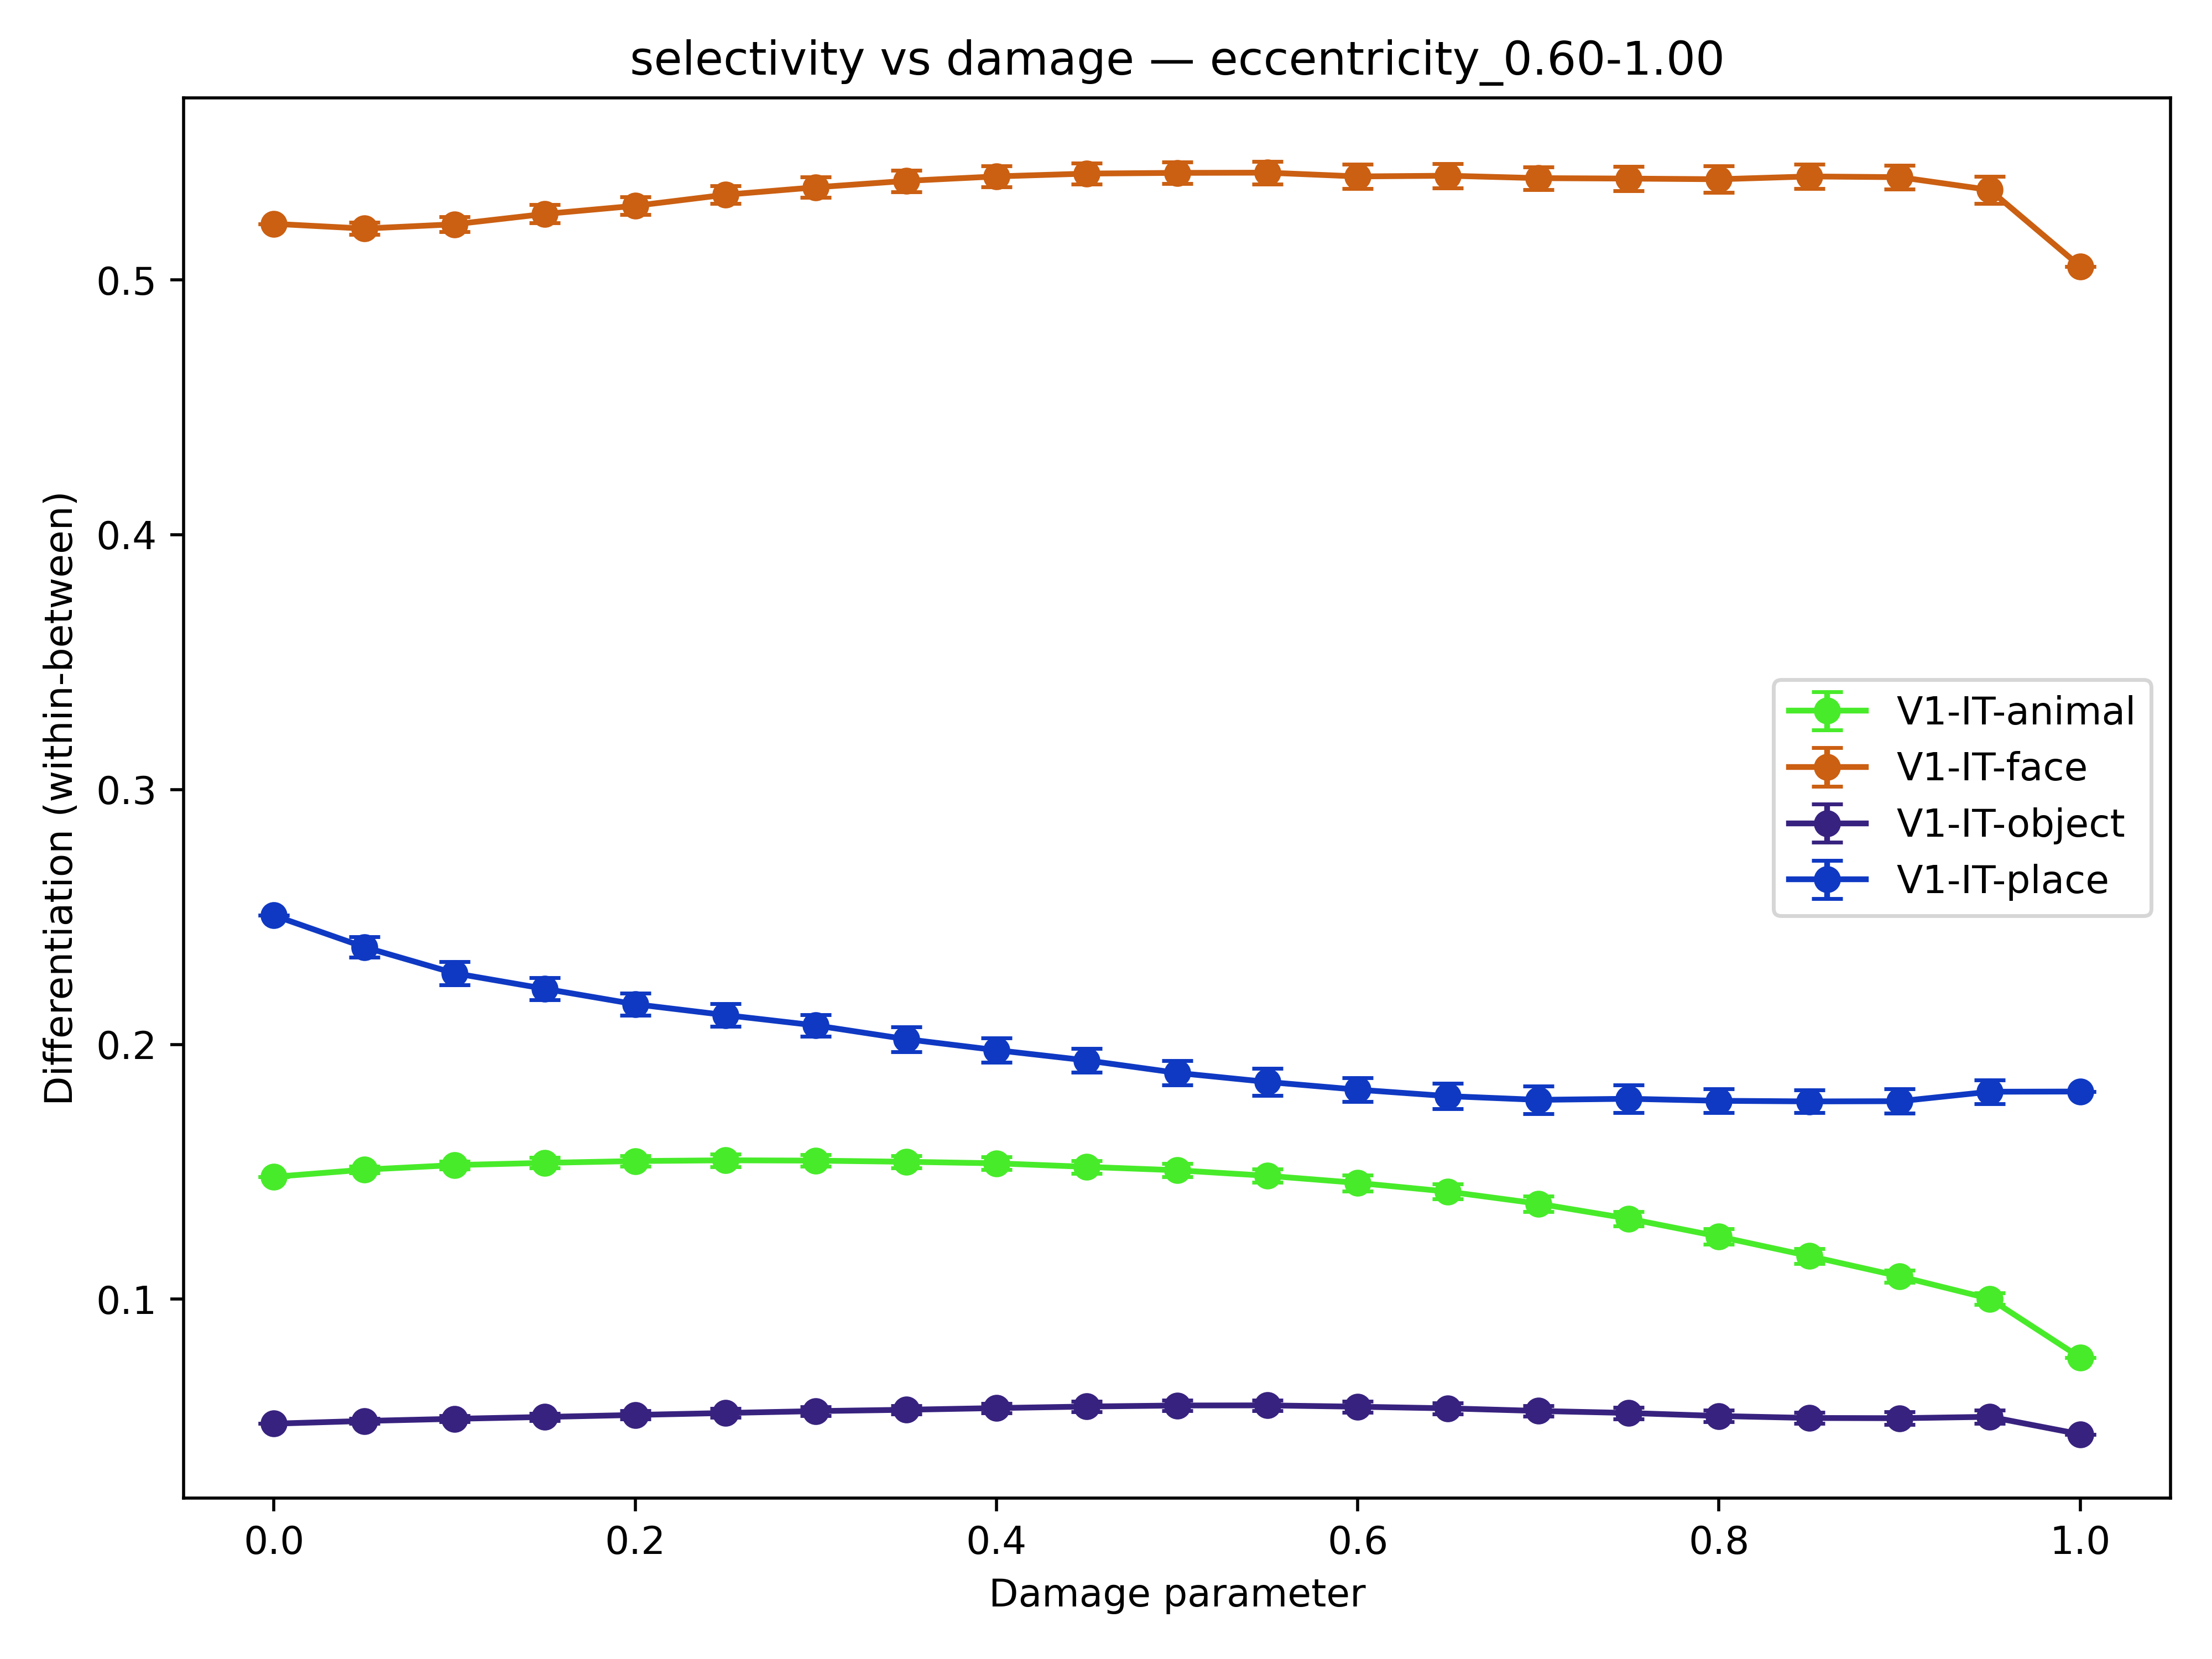 selectivity vs damage — eccentricity_0.60-1.00
Differentiation (within-between)
0.5
0.4
0.3
0.2
0.1
V1-IT-animal
V1-IT-face
V1-IT-object
V1-IT-place
0.0 0.2 0.4 0.6 0.8 1.0
Damage parameter